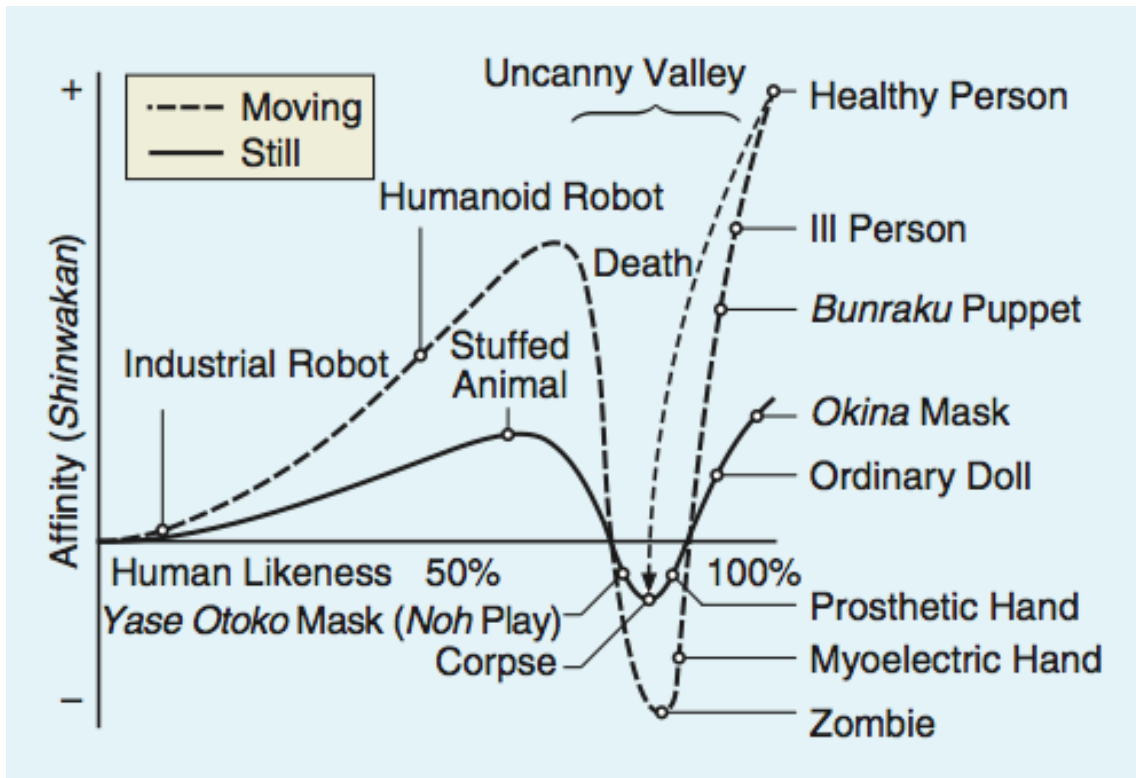 Uncanny Valley
+
Healthy Person
Moving
Still
Humanoid Robot
Ill Person
Death
Bunraku Puppet
Stuffed
Animal
Industrial Robot
Okina Mask
Ordinary Doll
Affinity (Shinwakan)
Human Likeness 50% 100%
Yase Otoko Mask (Noh Play)
Prosthetic Hand
Corpse
Myoelectric Hand
–
Zombie